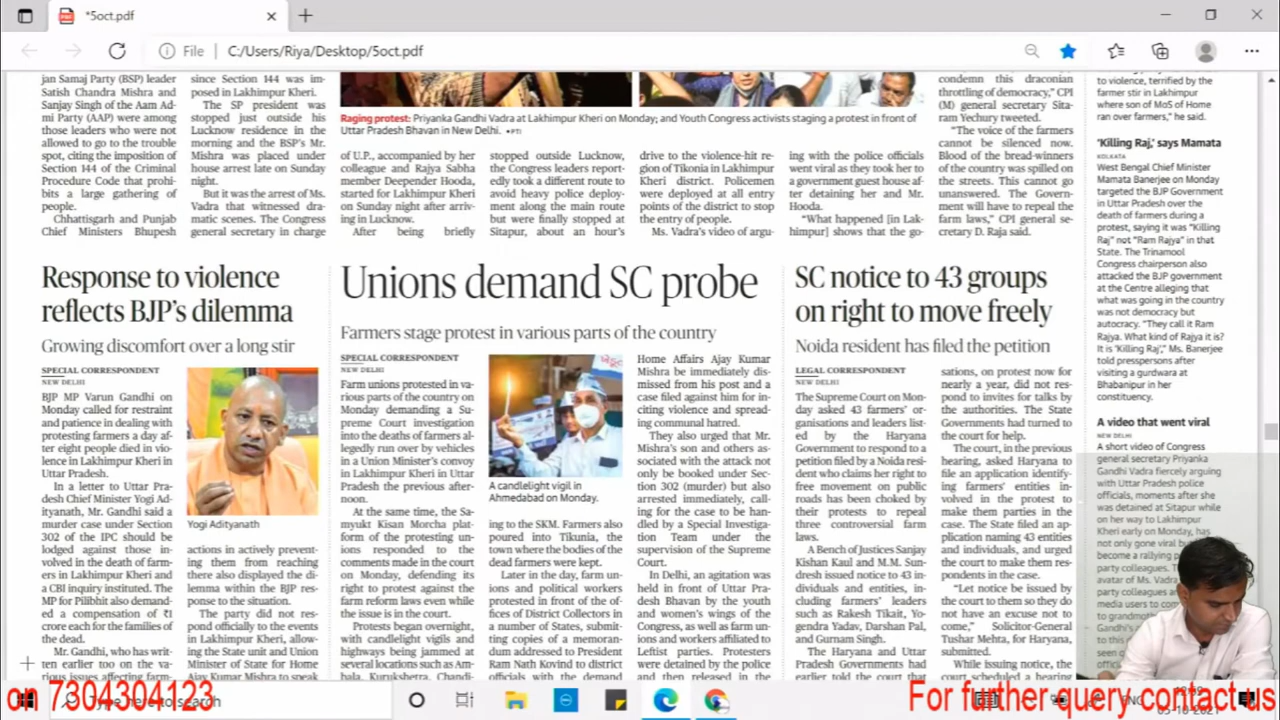 *5oct.pdf
File
C:/Users/Riya/Desktop/5oct.pdf
jan Samaj Party (BSP) leader
Satish Chandra Mishra and
Sanjay Singh of the Aam Ad-
mi Party (AAP) were among
those leaders who were not
allowed to go to the trouble
spot, citing the imposition of
Section 144 of the Criminal
Procedure Code that prohi-
bits a large gathering of
people.
Chhattisgarh and Punjab
Chief Ministers Bhupesh
since Section 144 was im-
posed in Lakhimpur Kheri.
The SP president was
stopped just outside his
Lucknow residence in the
morning and the BSP's Mr.
Mishra was placed under
house arrest late on Sunday
night.
But it was the arrest of Ms.
Vadra that witnessed dra-
matic scenes. The Congress
general secretary in charge
Raging protest: Priyanka Gandhi Vadra at Lakhimpur Kheri on Monday; and Youth Congress activists staging a protest in front of
Uttar Pradesh Bhavan in New Delhi. •PTI
of U.P., accompanied by her
colleague and Rajya Sabha
member Deepender Hooda,
started for Lakhimpur Kheri
on Sunday night after arriv-
ing in Lucknow.
After being briefly
stopped outside Lucknow,
the Congress leaders report-
edly took a different route to
avoid heavy police deploy-
ment along the main route
but were finally stopped at
Sitapur, about an hour's
drive to the violence-hit re-
gion of Tikonia in Lakhimpur
Kheri district. Policemen
were deployed at all entry
points of the district to stop
the entry of people.
Ms. Vadra's video of argu-
ing with the police officials
went viral as they took her to
a government guest house af-
ter detaining her and Mr.
Hooda.
"What happened [in Lak-
himpur] shows that the go-
condemn this draconian
throttling of democracy," CPI
(M) general secretary Sita-
ram Yechury tweeted.
"The voice of the farmers
cannot be silenced now.
Blood of the bread-winners
of the country was spilled on
the streets. This cannot go
unanswered. The Govern-
ment will have to repeal the
farm laws," CPI general se-
cretary D. Raja said.
to violence, terrified by the
farmer stir in Lakhimpur
where son of MoS of Home
ran over farmers," he said.
'Killing Raj,' says Mamata
KOLKATA
West Bengal Chief Minister
Mamata Banerjee on Monday
targeted the BJP Government
in Uttar Pradesh over the
death of farmers during a
protest, saying it was "Killing
Raj" not "Ram Rajya" in that
State. The Trinamool
Congress chairperson also
attacked the BJP government
at the Centre alleging that
what was going in the country
was not democracy but
autocracy. "They call it Ram
Rajya. What kind of Rajya is it?
It is 'Killing Raj'," Ms. Banerjee
told presspersons after
visiting a gurdwara at
Bhabanipur in her
constituency.
A video that went viral
NEW DELHI
A short video of Congress
general secretary Priyanka
Gandhi Vadra fiercely arguing
with Uttar Pradesh police
officials, moments after she
was detained at Sitapur while
on her way to Lakhimpur
Kheri early on Monday, has
not only gone viral bu
become a rallying p
party colleagues. T
avatar of Ms. Vadra
media users to com
to grandmot
Gandhi's
to this
Response to violence
reflects BJP's dilemma
Growing discomfort over a long stir
SPECIAL CORRESPONDENT
NEW DELHI
BJP MP Varun Gandhi on
Monday called for restraint
and patience in dealing with
protesting farmers a day af-
ter eight people died in vio-
lence in Lakhimpur Kheri in
Uttar Pradesh.
In a letter to Uttar Pra-
desh Chief Minister Yogi Ad-
ityanath, Mr. Gandhi said a
murder case under Section
302 of the IPC should be
lodged against those in-
volved in the death of farm-
ers in Lakhimpur Kheri and
a CBI inquiry instituted. The
MP for Pilibhit also demand-
ed a compensation of ₹1
crore each for the families of
the dead.
Mr. Gandhi, who has writ-
ten earlier too on the va-
rious issues affecting farm-
Yogi Adityanath
actions in actively prevent-
ing them from reaching
there also displayed the di-
lemma within the BJP re-
sponse to the situation.
The party did not res-
pond officially to the events
in Lakhimpur Kheri, allow-
ing the State unit and Union
Minister of State for Home
Ajay Kumar Mishra to speak
Unions demand SC probe
Farmers stage protest in various parts of the country
SPECIAL CORRESPONDENT
NEW DELHI
Farm unions protested in va-
rious parts of the country on
Monday demanding a Su-
preme Court investigation
into the deaths of farmers al-
legedly run over by vehicles
in a Union Minister's convoy
in Lakhimpur Kheri in Uttar
Pradesh the previous after-
noon.
At the same time, the Sa-
myukt Kisan Morcha plat-
form of the protesting un-
ions responded to the
comments made in the court
on Monday, defending its
right to protest against the
farm reform laws even while
the issue is in the court.
Protests began overnight,
with candlelight vigils and
highways being jammed at
several locations such as Am-
bala, Kurukshetra, Chandi-
A candlelight vigil in
Ahmedabad on Monday.
ing to the SKM. Farmers also
poured into Tikunia, the
town where the bodies of the
dead farmers were kept.
Later in the day, farm un-
ions and political workers
protested in front of the of-
fices of District Collectors in
a number of States, submit-
ting copies of a memoran-
dum addressed to President
Ram Nath Kovind to district
officials with the demand
Home Affairs Ajay Kumar
Mishra be immediately dis-
missed from his post and a
case filed against him for in-
citing violence and spread-
ing communal hatred.
They also urged that Mr.
Mishra's son and others as-
sociated with the attack not
only be booked under Sec-
tion 302 (murder) but also
arrested immediately, call-
ing for the case to be han-
dled by a Special Investiga-
tion Team under the
supervision of the Supreme
Court.
In Delhi, an agitation was
held in front of Uttar Pra-
desh Bhavan by the youth
and women's wings of the
Congress, as well as farm un-
ions and workers affiliated to
Leftist parties. Protesters
were detained by the police
and then released in the
SC notice to 43 groups
on right to move freely
Noida resident has filed the petition
LEGAL CORRESPONDENT
NEW DELHI
The Supreme Court on Mon-
day asked 43 farmers' or-
ganisations and leaders list-
ed by the Haryana
Government to respond to a
petition filed by a Noida resi-
dent who claims her right to
free movement on public
roads has been choked by
their protests to repeal
three controversial farm
laws.
A Bench of Justices Sanjay
Kishan Kaul and M.M. Sun-
dresh issued notice to 43 in-
dividuals and entities, in-
cluding farmers' leaders
such as Rakesh Tikait, Yo-
gendra Yadav, Darshan Pal,
and Gurnam Singh.
The Haryana and Uttar
Pradesh Governments had
earlier told the court that
sations, on protest now for
nearly a year, did not res-
pond to invites for talks by
the authorities. The State
Governments had turned to
the court for help.
The court, in the previous
hearing, asked Haryana to
file an application identify-
ing farmers' entities in-
volved in the protest to
make them parties in the
case. The State filed an ap-
plication naming 43 entities
and individuals, and urged
the court to make them res-
pondents in the case.
"Let notice be issued by
the court to them so they do
not have an excuse not to
come," Solicitor-General
Tushar Mehta, for Haryana,
submitted.
While issuing notice, the
court scheduled a hearing
on 7304304123
here to search
For further query contact us
ENG